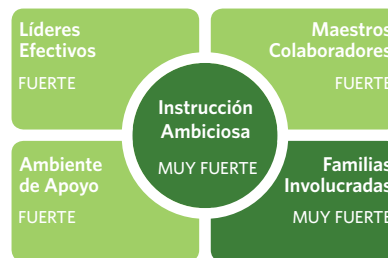 Líderes
Efectivos
FUERTE
Maestros
Colaboradores
FUERTE
Instrucción
Ambiciosa
MUY FUERTE
Ambiente
de Apoyo
FUERTE
Familias
Involucradas
MUY FUERTE